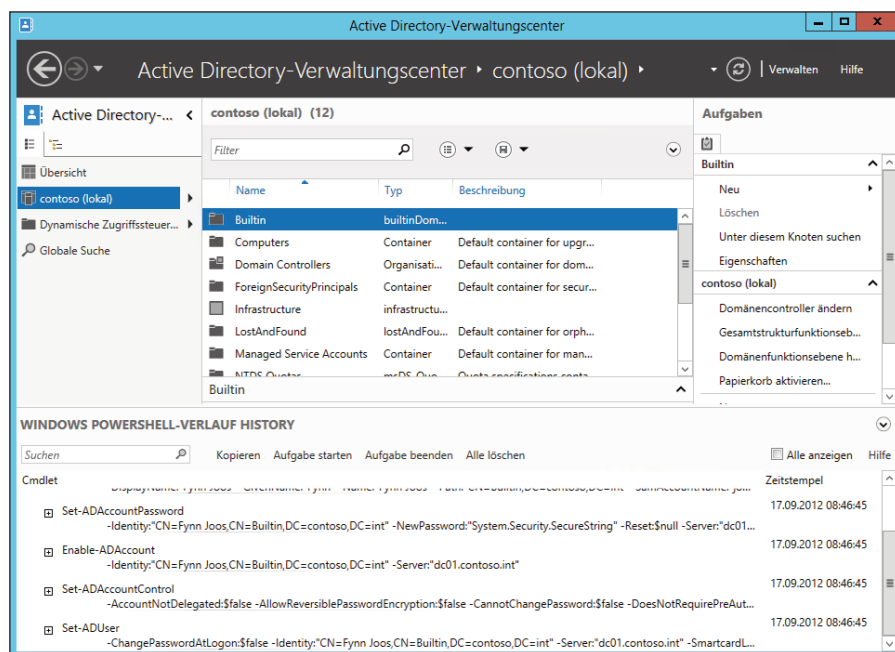 Active Directory-Verwaltungscenter
Active Directory-Verwaltungscenter • contoso (lokal) •
Verwalten Hilfe
Active Directory-...
Übersicht
contoso (lokal)
Dynamische Zugriffssteuer...
Globale Suche
contoso (lokal) (12)
Filter
Name Typ Beschreibung
Builtin builtinDom...
Computers Container Default container for upgr...
Domain Controllers Organisati... Default container for dom...
ForeignSecurityPrincipals Container Default container for secur...
Infrastructure infrastructu...
LostAndFound lostAndFou... Default container for orph...
Managed Service Accounts Container Default container for man...
NTDS Quotas msDS-Quo... Quota specifications conta...
Builtin
Aufgaben
Builtin
Neu
Löschen
Unter diesem Knoten suchen
Eigenschaften
contoso (lokal)
Domänencontroller ändern
Gesamtstrukturfunktionseb...
Domänenfunktionsebene h...
Papierkorb aktivieren...
WINDOWS POWERSHELL-VERLAUF HISTORY
Suchen Kopieren Aufgabe starten Aufgabe beenden Alle löschen Alle anzeigen Hilfe
Cmdlet Zeitstempel
Set-ADAccountPassword 17.09.2012 08:46:45
-Identity:"CN=Fynn Joos,CN=Builtin,DC=contoso,DC=int" -NewPassword:"System.Security.SecureString" -Reset:$null -Server:"dc01...
Enable-ADAccount 17.09.2012 08:46:45
-Identity:"CN=Fynn Joos,CN=Builtin,DC=contoso,DC=int" -Server:"dc01.contoso.int"
Set-ADAccountControl 17.09.2012 08:46:45
-AccountNotDelegated:$false -AllowReversiblePasswordEncryption:$false -CannotChangePassword:$false -DoesNotRequirePreAut...
Set-ADUser 17.09.2012 08:46:45
-ChangePasswordAtLogon:$false -Identity:"CN=Fynn Joos,CN=Builtin,DC=contoso,DC=int" -Server:"dc01.contoso.int" -SmartcardL...